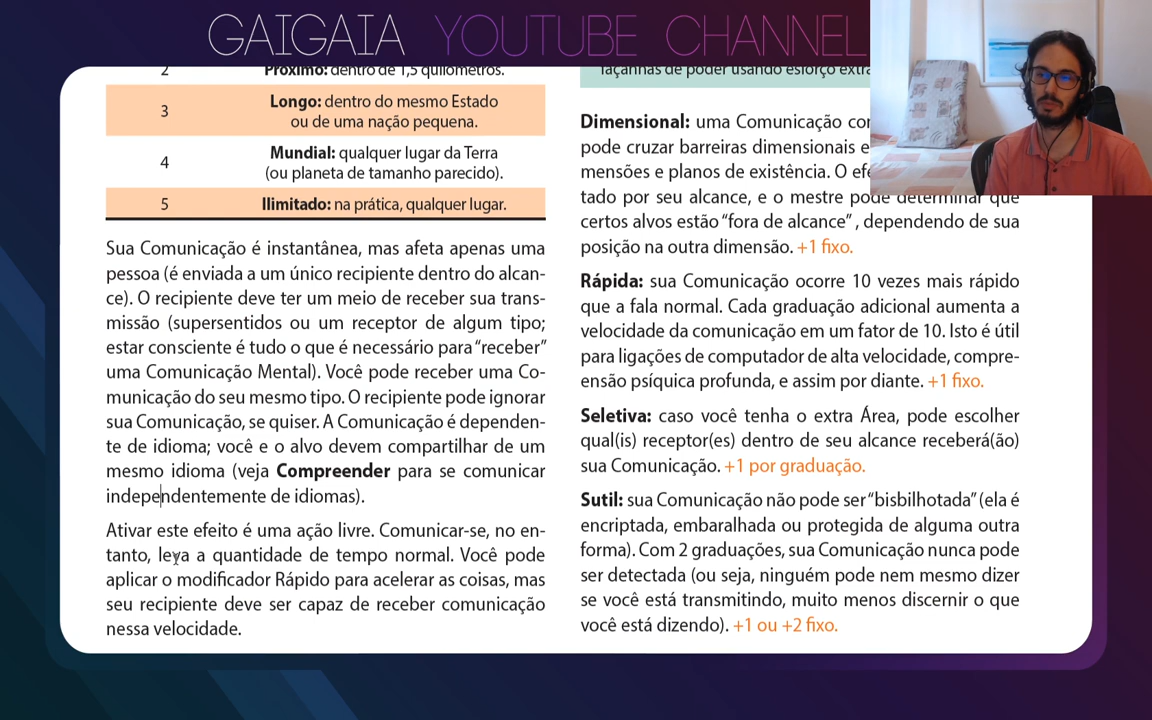 GAIGAIA YOUTUBE CHANNEL
2 Próximo: dentro de 1,5 quilômetros.
3 Longo: dentro do mesmo Estado
ou de uma nação pequena.
4 Mundial: qualquer lugar da Terra
(ou planeta de tamanho parecido).
5 Ilimitado: na prática, qualquer lugar.
Sua Comunicação é instantânea, mas afeta apenas uma
pessoa (é enviada a um único recipiente dentro do alcan-
ce). O recipiente deve ter um meio de receber sua trans-
missão (supersentidos ou um receptor de algum tipo;
estar consciente é tudo o que é necessário para “receber”
uma Comunicação Mental). Você pode receber uma Co-
municação do seu mesmo tipo. O recipiente pode ignorar
sua Comunicação, se quiser. A Comunicação é dependen-
te de idioma; você e o alvo devem compartilhar de um
mesmo idioma (veja Compreender para se comunicar
independentemente de idiomas).
Ativar este efeito é uma ação livre. Comunicar-se, no en-
tanto, leva a quantidade de tempo normal. Você pode
aplicar o modificador Rápido para acelerar as coisas, mas
seu recipiente deve ser capaz de receber comunicação
nessa velocidade.
façanhas de poder usando esforço extra
Dimensional: uma Comunicação
pode cruzar barreiras dimensionais e
mensões e planos de existência. O
tado por seu alcance, e o mestre pode determinar que
certos alvos estão “fora de alcance” , dependendo de sua
posição na outra dimensão. +1 fixo.
Rápida: sua Comunicação ocorre 10 vezes mais rápido
que a fala normal. Cada graduação adicional aumenta a
velocidade da comunicação em um fator de 10. Isto é útil
para ligações de computador de alta velocidade, compre-
ensão psíquica profunda, e assim por diante. +1 fixo.
Seletiva: caso você tenha o extra Área, pode escolher
qual(is) receptor(es) dentro de seu alcance receberá(ão)
sua Comunicação. +1 por graduação.
Sutil: sua Comunicação não pode ser “bisbilhotada” (ela é
encriptada, embaralhada ou protegida de alguma outra
forma). Com 2 graduações, sua Comunicação nunca pode
ser detectada (ou seja, ninguém pode nem mesmo dizer
se você está transmitindo, muito menos discernir o que
você está dizendo). +1 ou +2 fixo.